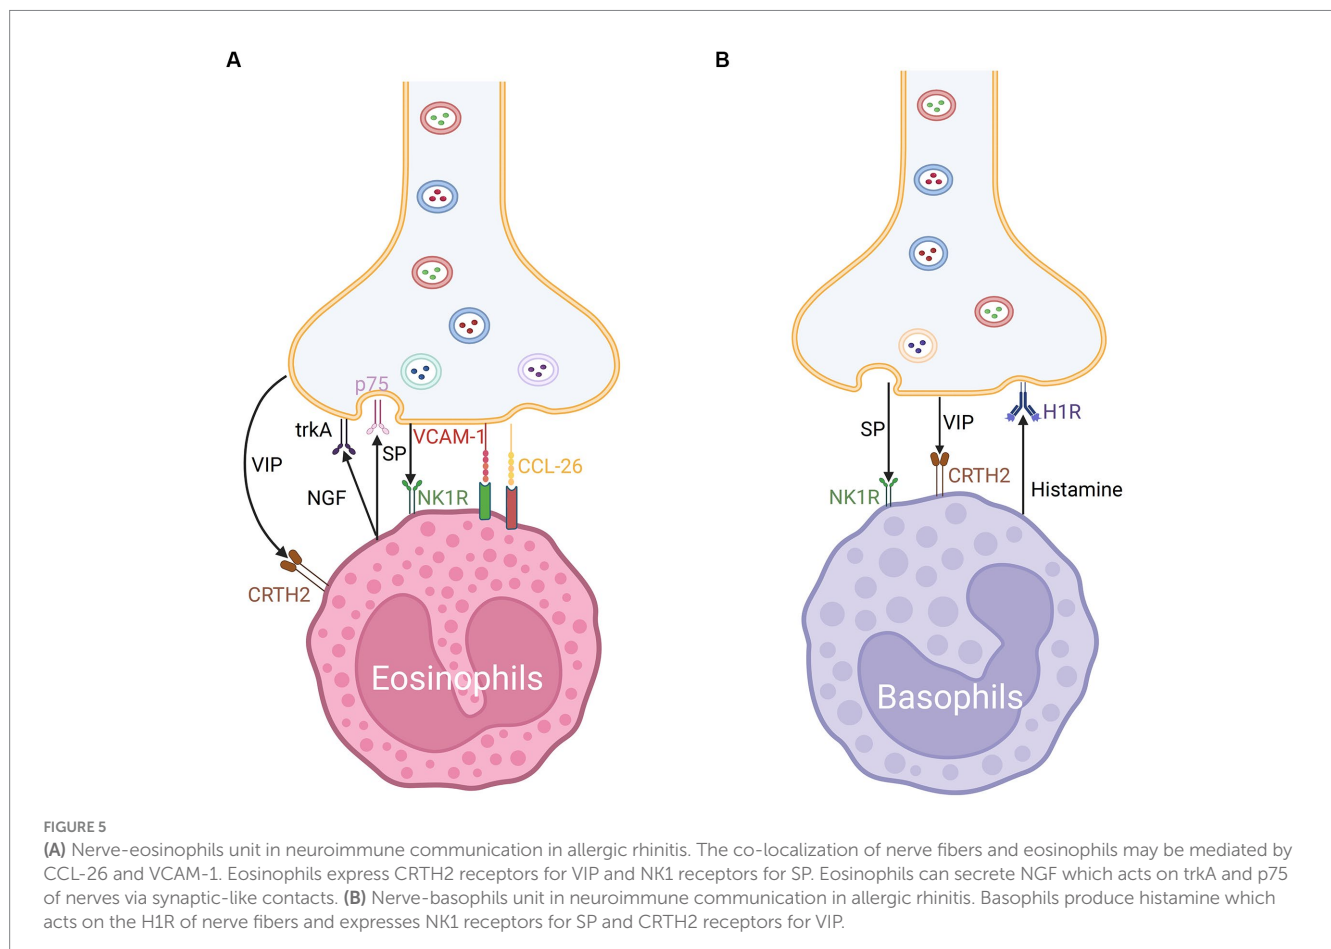 A
B
p75
trkA
VCAM-1
H1R
SP
VIP
SP
VIP
CCL-26
CRTH2
NGF
NK1R
NK1R
Histamine
CRTH2
Eosinophils
Basophils
FIGURE 5
(A) Nerve-eosinophils unit in neuroimmune communication in allergic rhinitis. The co-localization of nerve fibers and eosinophils may be mediated by
CCL-26 and VCAM-1. Eosinophils express CRTH2 receptors for VIP and NK1 receptors for SP. Eosinophils can secrete NGF which acts on trkA and p75
of nerves via synaptic-like contacts. (B) Nerve-basophils unit in neuroimmune communication in allergic rhinitis. Basophils produce histamine which
acts on the H1R of nerve fibers and expresses NK1 receptors for SP and CRTH2 receptors for VIP.